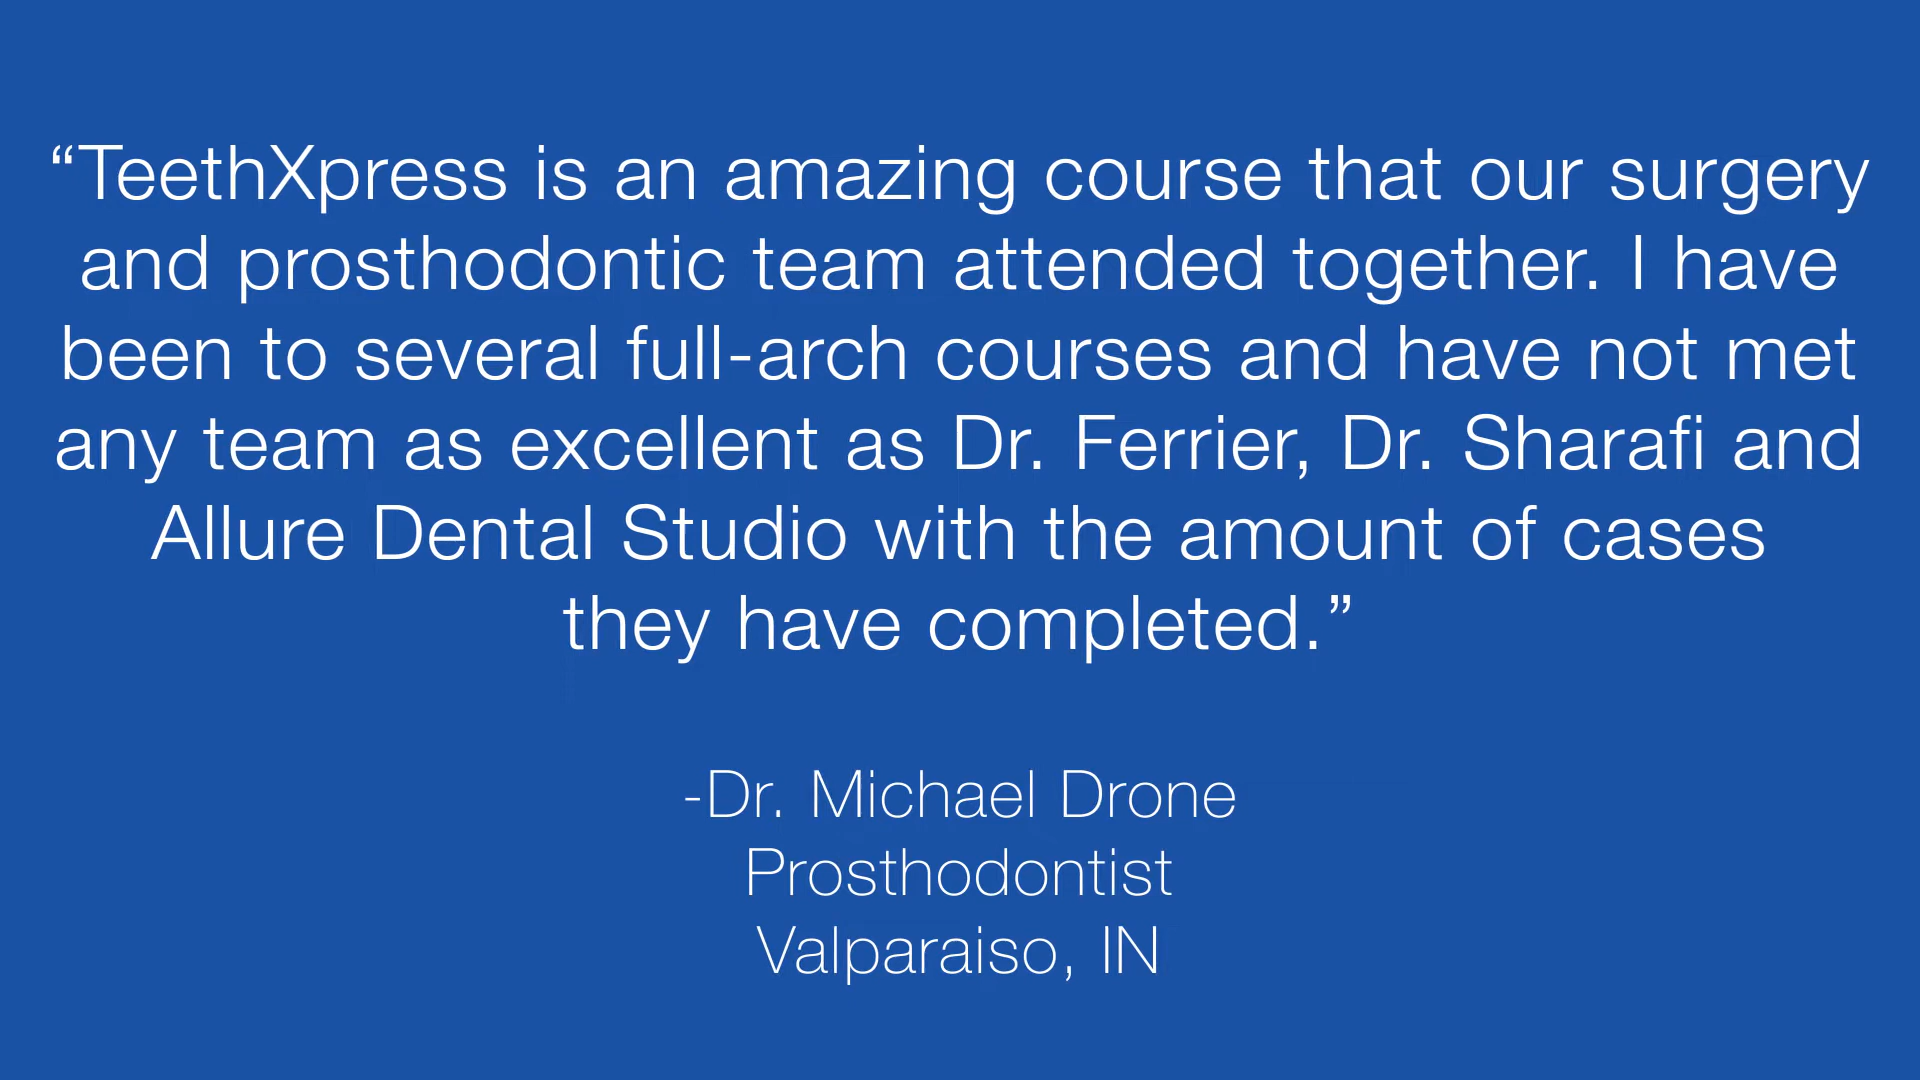 “TeethXpress is an amazing course that our surgery
and prosthodontic team attended together. I have
been to several full-arch courses and have not met
any team as excellent as Dr. Ferrier, Dr. Sharafi and
Allure Dental Studio with the amount of cases
they have completed.”
-Dr. Michael Drone
Prosthodontist
Valparaiso, IN